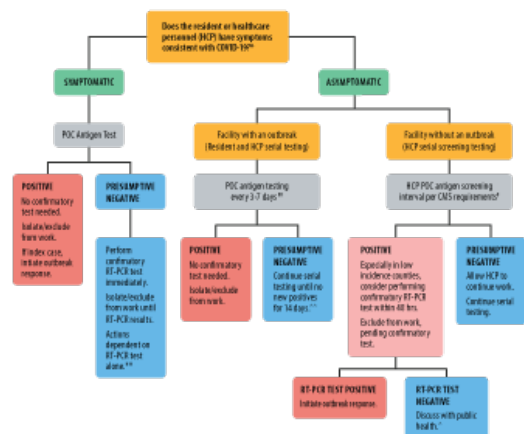 Does the resident or healthcare
personnel (HCP) have symptoms
consistent with COVID-19?
SYMPTOMATIC
ASYMPTOMATIC
POC Antigen Test
Facility with an outbreak
(Resident and HCP serial testing)
Facility without an outbreak
(HCP serial screening testing)
POC antigen testing
every 3-7 days
HCP POC antigen screening
interval per CMS requirements
POSITIVE
No confirmatory
test needed.
Isolate/exclude
from work.
If index case,
initiate outbreak
response.
PRESUMPTIVE
NEGATIVE
Perform
confirmatory
RT-PCR test
immediately.
Isolate/exclude
from work until
RT-PCR results.
Actions
dependent on
RT-PCR test
alone.**
POSITIVE
No confirmatory
test needed.
Isolate/exclude
from work.
PRESUMPTIVE
NEGATIVE
Continue serial
testing until no
new positives
for 14 days.
POSITIVE
Especially in low
incidence counties,
consider performing
confirmatory RT-PCR
test within 48 hrs.
Exclude from work,
pending confirmatory
test.
PRESUMPTIVE
NEGATIVE
Allow HCP to
continue work.
Continue serial
testing.
RT-PCR TEST POSITIVE
Initiate outbreak response.
RT-PCR TEST
NEGATIVE
Discuss with public
health.